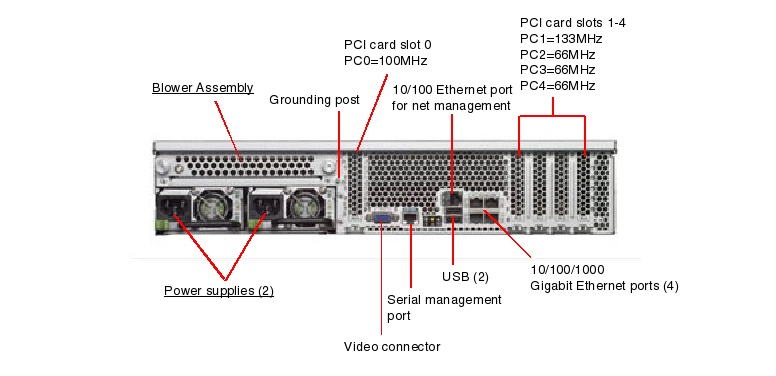 PCI card slots 1-4
PC1=133MHz
PC2=66MHz
PC3=66MHz
PC4=66MHz
PCI card slot 0
PC0=100MHz
Blower Assembly
Grounding post
10/100 Ethernet port
for net management
USB (2)
10/100/1000
Gigabit Ethernet ports (4)
Power supplies (2)
Serial management
port
Video connector